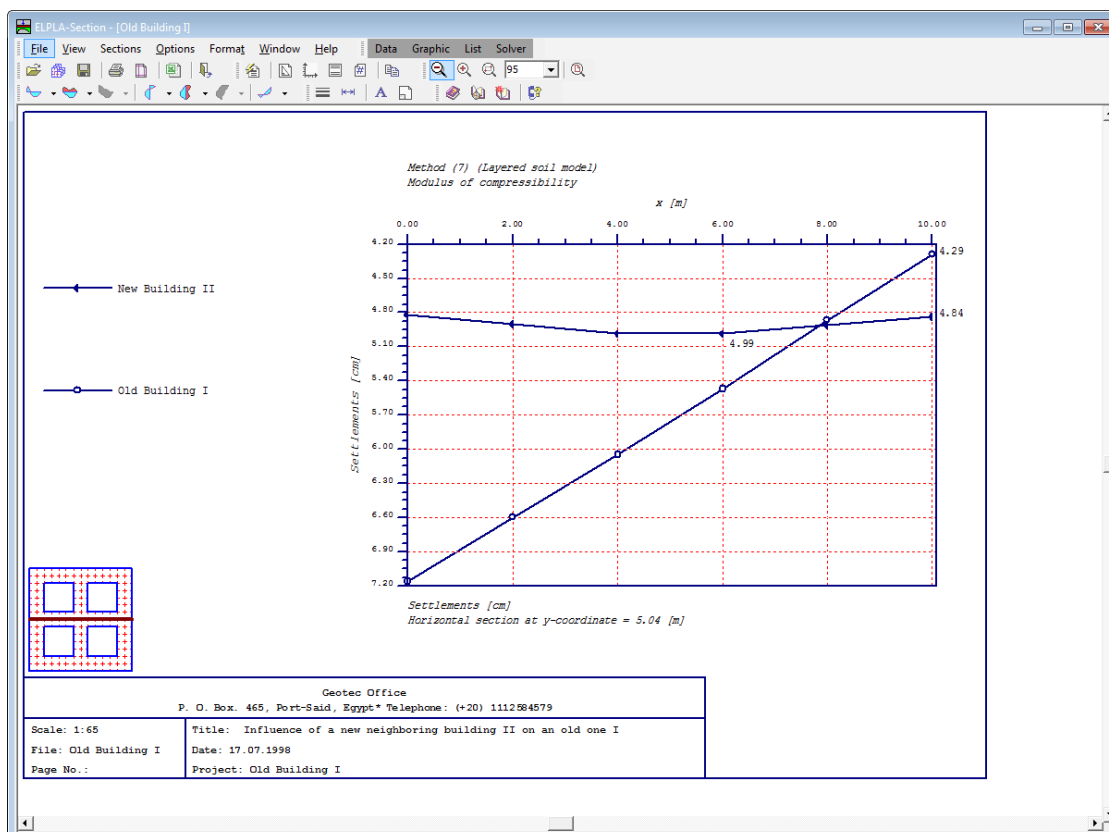 ELPLA-Section - [Old Building I]
File View Sections Options Format Window Help Data Graphic List Solver
95
Method (7) (Layered soil model)
Modulus of compressibility
x [m]
0.00 2.00 4.00 6.00 8.00 10.00
4.20
4.29
4.50
New Building II
4.80
4.84
4.99
5.10
5.40
Old Building I
5.70
Settlements [cm]
6.00
6.30
6.60
6.90
7.20
Settlements [cm]
Horizontal section at y-coordinate = 5.04 [m]
Geotec Office
P. O. Box. 465, Port-Said, Egypt* Telephone: (+20) 1112584579
Scale: 1:65
Title: Influence of a new neighboring building II on an old one I
File: Old Building I
Date: 17.07.1998
Page No.:
Project: Old Building I